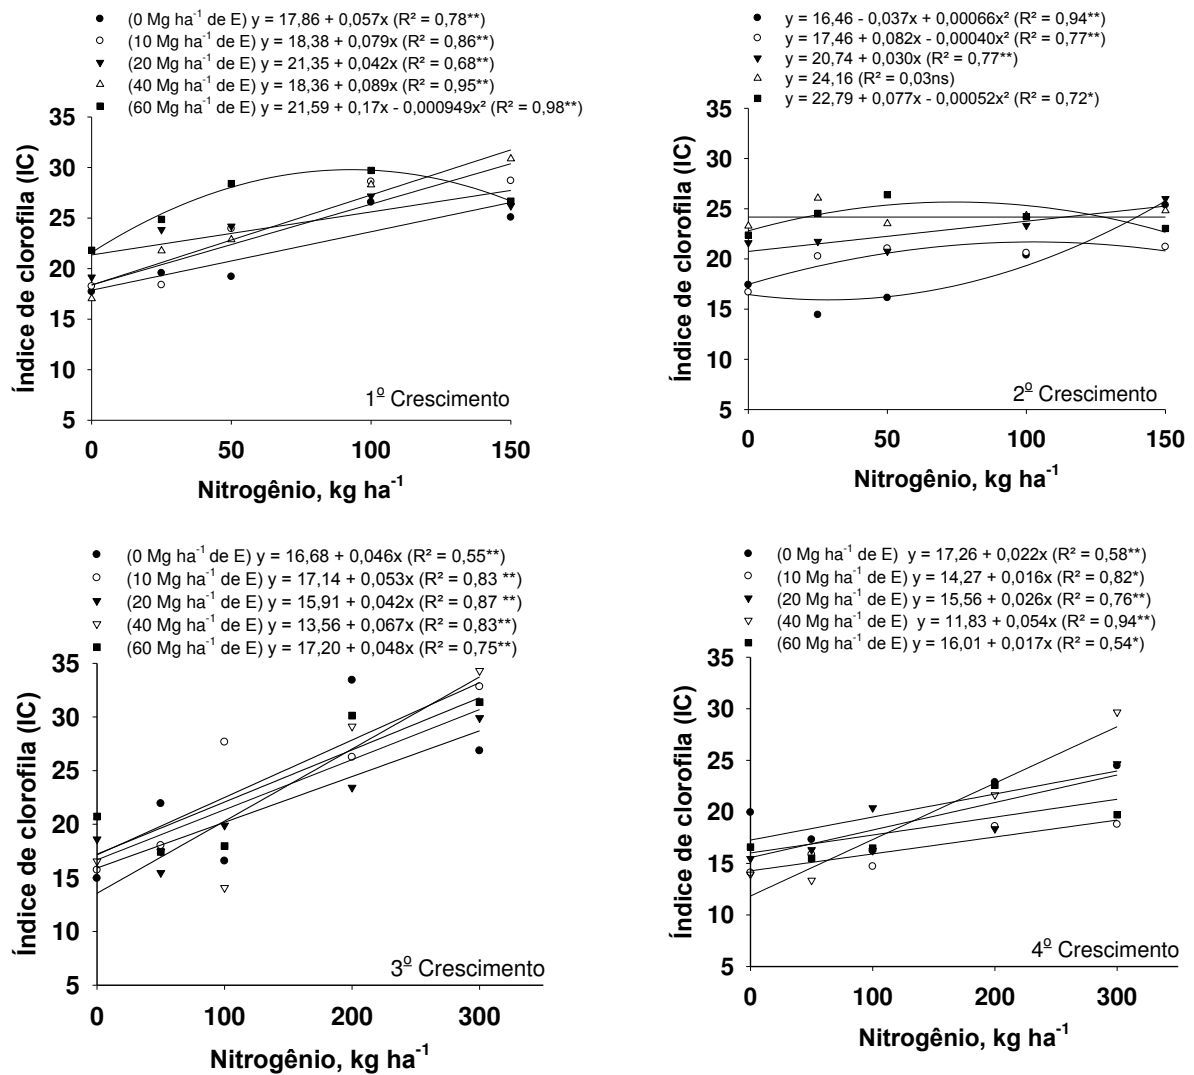 (0 Mg ha⁻¹ de E) y = 17,86 + 0,057x (R² = 0,78**)
(10 Mg ha⁻¹ de E) y = 18,38 + 0,079x (R² = 0,86**)
(20 Mg ha⁻¹ de E) y = 21,35 + 0,042x (R² = 0,68**)
(40 Mg ha⁻¹ de E) y = 18,36 + 0,089x (R² = 0,95**)
(60 Mg ha⁻¹ de E) y = 21,59 + 0,17x - 0,000949x² (R² = 0,98**)
Índice de clorofila (IC)
35
30
25
20
15
10
5
1º Crescimento
0 50 100 150
Nitrogênio, kg ha⁻¹
y = 16,46 - 0,037x + 0,00066x² (R² = 0,94**)
y = 17,46 + 0,082x - 0,00040x² (R² = 0,77**)
y = 20,74 + 0,030x (R² = 0,77**)
y = 24,16 (R² = 0,03ns)
y = 22,79 + 0,077x - 0,00052x² (R² = 0,72*)
Índice de clorofila (IC)
35
30
25
20
15
10
5
2º Crescimento
0 50 100 150
Nitrogênio, kg ha⁻¹
(0 Mg ha⁻¹ de E) y = 16,68 + 0,046x (R² = 0,55**)
(10 Mg ha⁻¹ de E) y = 17,14 + 0,053x (R² = 0,83 **)
(20 Mg ha⁻¹ de E) y = 15,91 + 0,042x (R² = 0,87 **)
(40 Mg ha⁻¹ de E) y = 13,56 + 0,067x (R² = 0,83**)
(60 Mg ha⁻¹ de E) y = 17,20 + 0,048x (R² = 0,75**)
Índice de clorofila (IC)
35
30
25
20
15
10
5
3º Crescimento
0 100 200 300
Nitrogênio, kg ha⁻¹
(0 Mg ha⁻¹ de E) y = 17,26 + 0,022x (R² = 0,58**)
(10 Mg ha⁻¹ de E) y = 14,27 + 0,016x (R² = 0,82*)
(20 Mg ha⁻¹ de E) y = 15,56 + 0,026x (R² = 0,76**)
(40 Mg ha⁻¹ de E) y = 11,83 + 0,054x (R² = 0,94**)
(60 Mg ha⁻¹ de E) y = 16,01 + 0,017x (R² = 0,54*)
Índice de clorofila (IC)
35
30
25
20
15
10
5
4º Crescimento
0 100 200 300
Nitrogênio, kg ha⁻¹